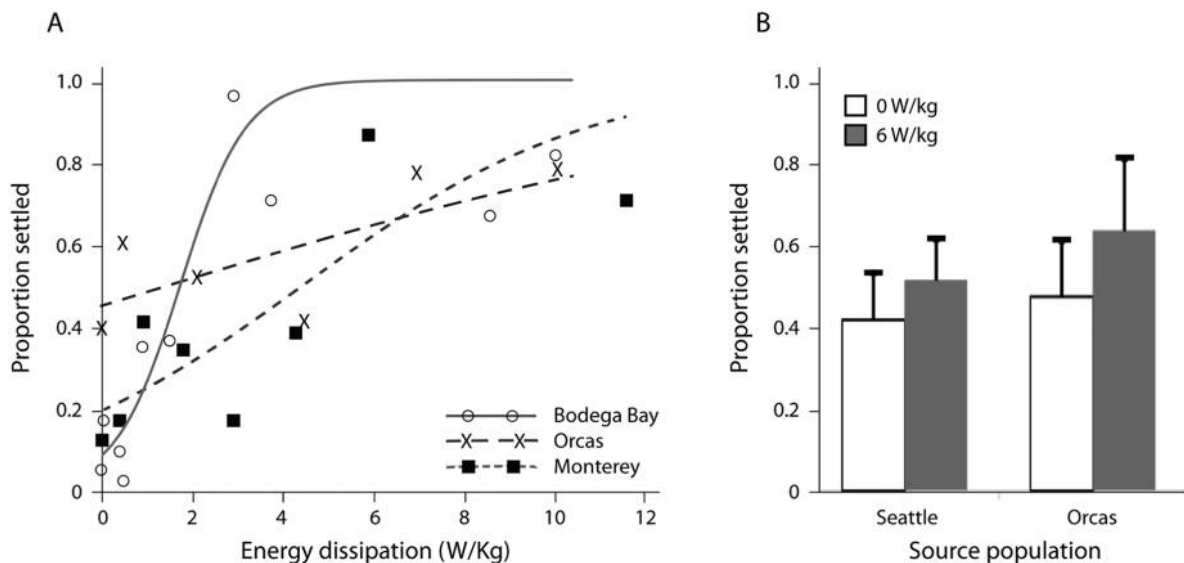 A
Proportion settled
1.0
0.8
0.6
0.4
0.2
0
0 2 4 6 8 10 12
Energy dissipation (W/Kg)
Bodega Bay
X X Orcas
Monterey
B
Proportion settled
1.0
0.8
0.6
0.4
0.2
0
0 W/kg
6 W/kg
Seattle Orcas
Source population